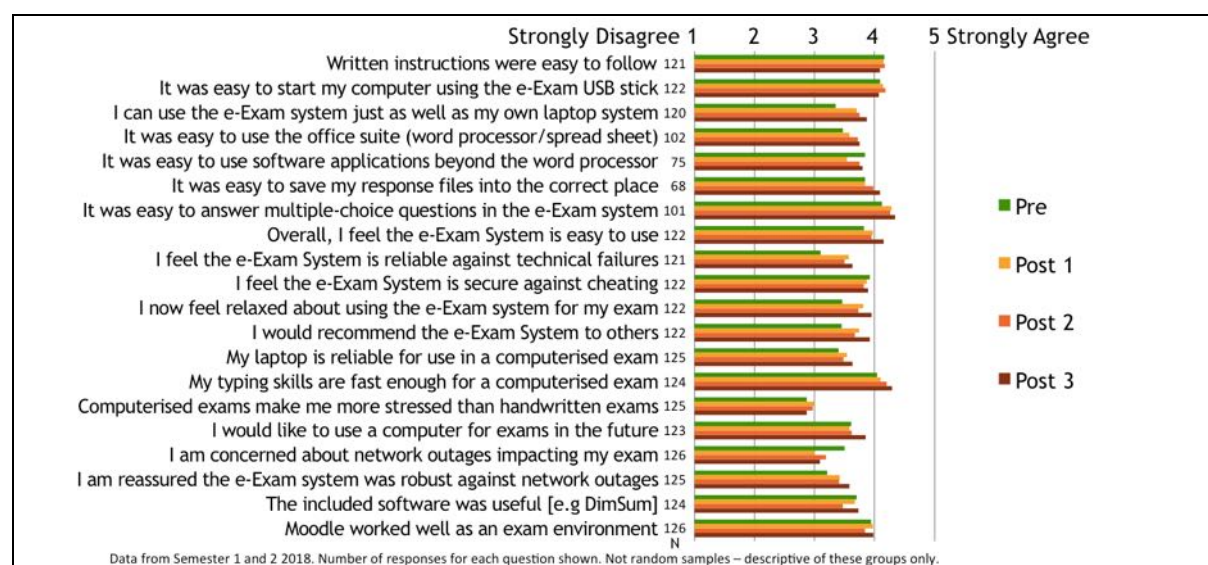 Strongly Disagree 1 2 3 4 5 Strongly Agree
Written instructions were easy to follow 121
It was easy to start my computer using the e-Exam USB stick 122
I can use the e-Exam system just as well as my own laptop system 120
It was easy to use the office suite (word processor/spread sheet) 102
It was easy to use software applications beyond the word processor 75
It was easy to save my response files into the correct place 68
It was easy to answer multiple-choice questions in the e-Exam system 101
Overall, I feel the e-Exam System is easy to use 122
I feel the e-Exam System is reliable against technical failures 121
I feel the e-Exam System is secure against cheating 122
I now feel relaxed about using the e-Exam system for my exam 122
I would recommend the e-Exam System to others 122
My laptop is reliable for use in a computerised exam 125
My typing skills are fast enough for a computerised exam 124
Computerised exams make me more stressed than handwritten exams 125
I would like to use a computer for exams in the future 123
I am concerned about network outages impacting my exam 126
I am reassured the e-Exam system was robust against network outages 125
The included software was useful [e.g DimSum] 124
Moodle worked well as an exam environment 126
N
Pre
Post 1
Post 2
Post 3
Data from Semester 1 and 2 2018. Number of responses for each question shown. Not random samples – descriptive of these groups only.